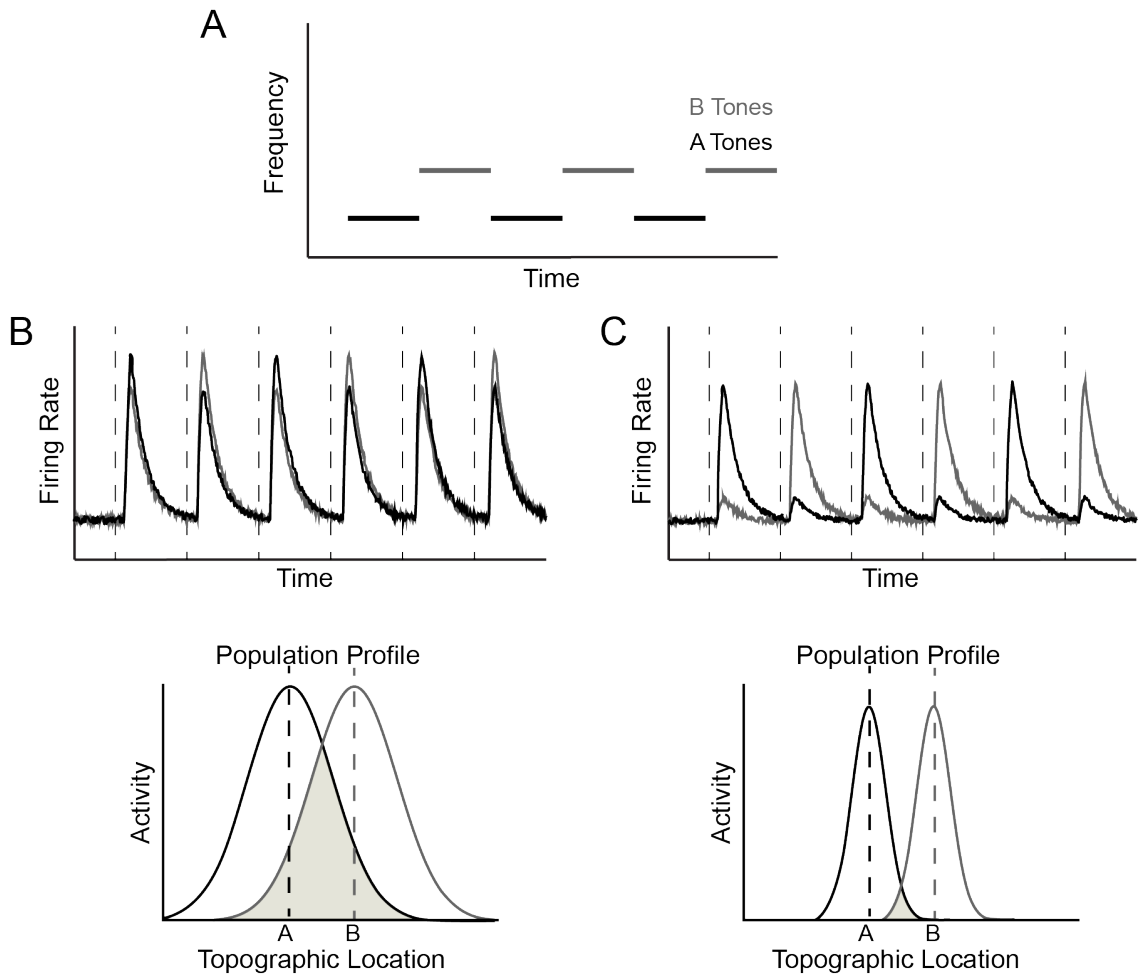 A
Frequency
B Tones
A Tones
Time
B
Firing Rate
Time
C
Firing Rate
Time
Population Profile
Activity
A
B
Topographic Location
Population Profile
Activity
A
B
Topographic Location